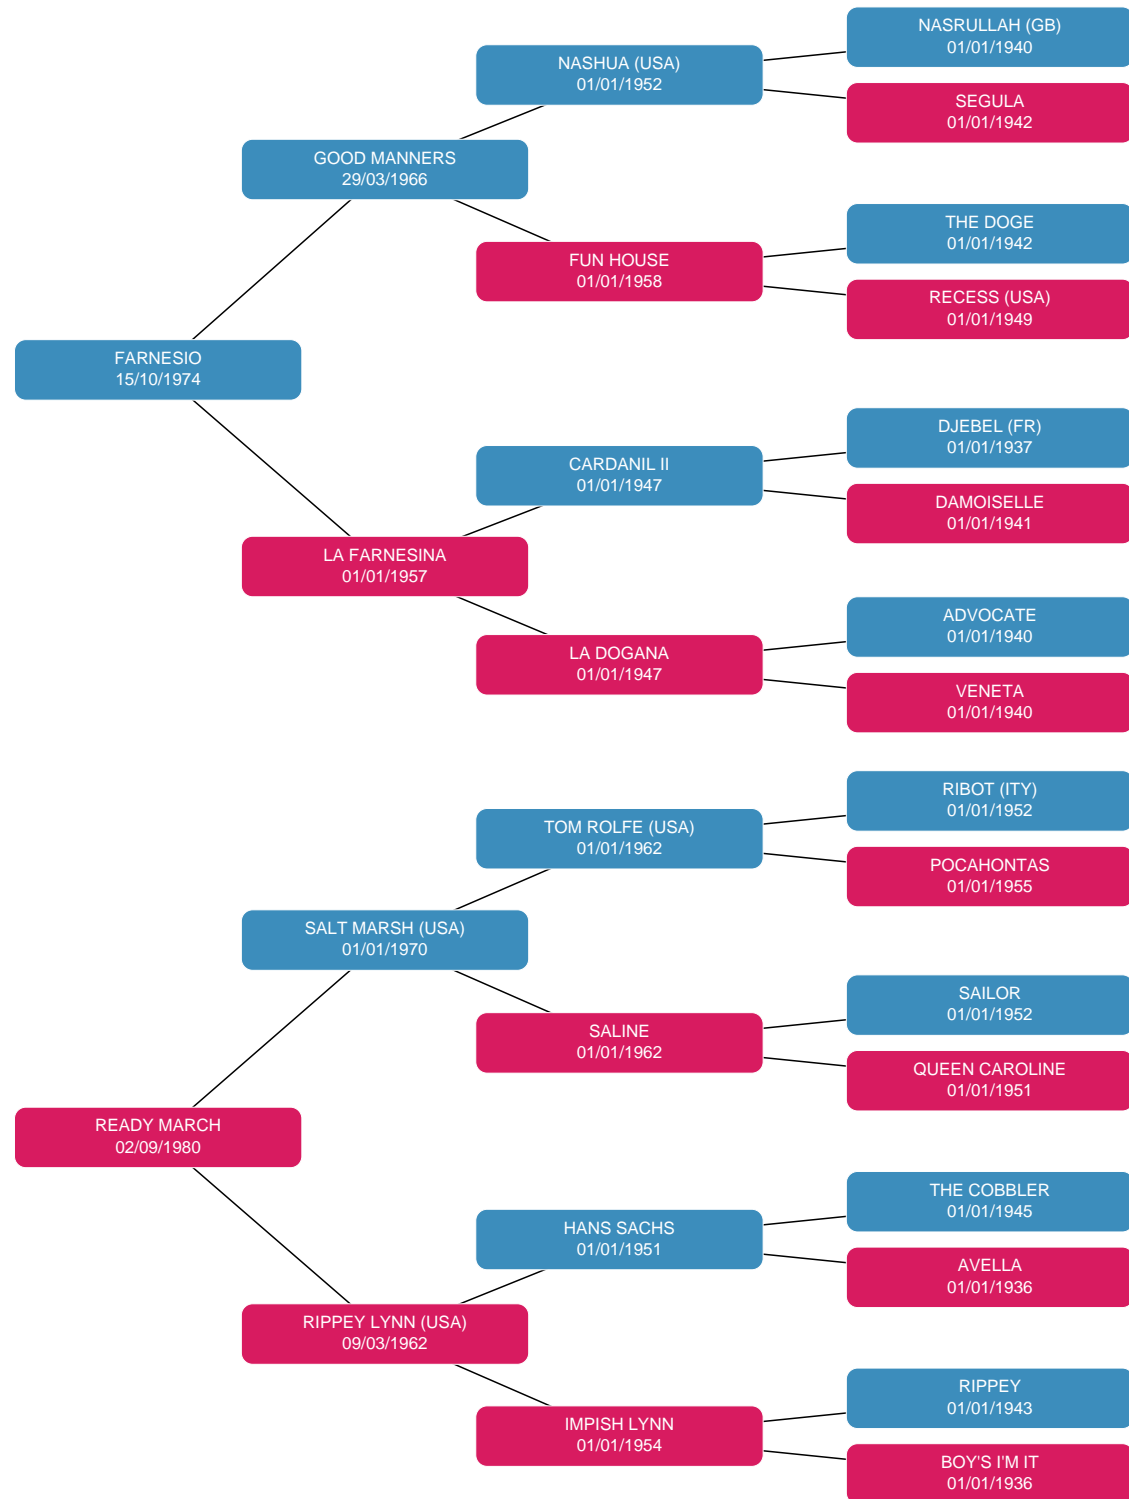 NASRULLAH (GB)
01/01/1940
NASHUA (USA)
01/01/1952
SEGULA
01/01/1942
GOOD MANNERS
29/03/1966
THE DOGE
01/01/1942
FUN HOUSE
01/01/1958
RECESS (USA)
01/01/1949
FARNESIO
15/10/1974
DJEBEL (FR)
01/01/1937
CARDANIL II
01/01/1947
DAMOISELLE
01/01/1941
LA FARNESINA
01/01/1957
ADVOCATE
01/01/1940
LA DOGANA
01/01/1947
VENETA
01/01/1940
RIBOT (ITY)
01/01/1952
TOM ROLFE (USA)
01/01/1962
POCAHONTAS
01/01/1955
SALT MARSH (USA)
01/01/1970
SAILOR
01/01/1952
SALINE
01/01/1962
QUEEN CAROLINE
01/01/1951
READY MARCH
02/09/1980
THE COBBLER
01/01/1945
HANS SACHS
01/01/1951
AVELLA
01/01/1936
RIPPEY LYNN (USA)
09/03/1962
RIPPEY
01/01/1943
IMPISH LYNN
01/01/1954
BOY'S I'M IT
01/01/1936